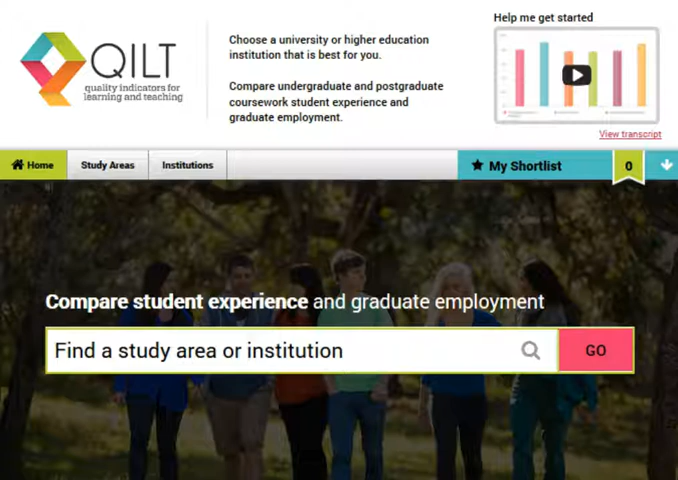 QILT
quality indicators for
learning and teaching
Choose a university or higher education
institution that is best for you.
Compare undergraduate and postgraduate
coursework student experience and
graduate employment.
Help me get started
View transcript
Home
Study Areas
Institutions
My Shortlist
0
Compare student experience and graduate employment
Find a study area or institution
GO